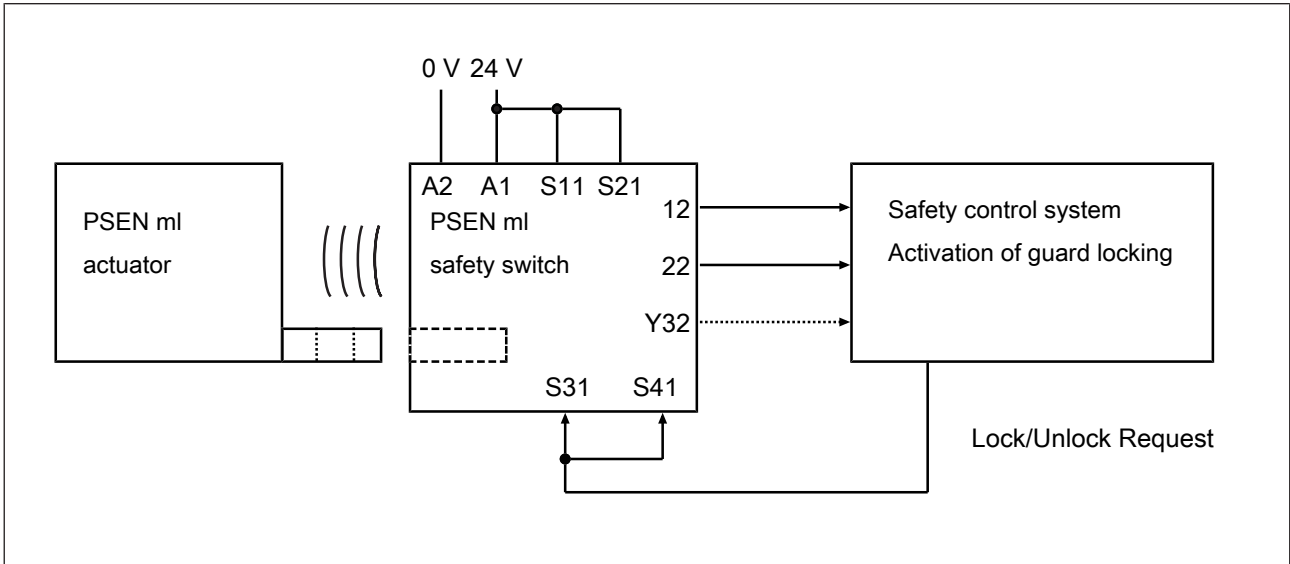 0 V 24 V
A2 A1 S11 S21
PSEN ml
actuator
PSEN ml
safety switch
12
22
Y32
S31 S41
Safety control system
Activation of guard locking
Lock/Unlock Request